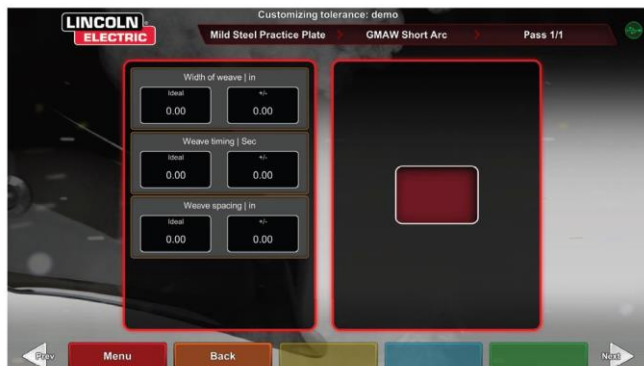 Customizing tolerance: demo
LINCOLN
ELECTRIC
Mild Steel Practice Plate > GMAW Short Arc > Pass 1/1
Width of weave | in
Ideal +/-
0.00 0.00
Weave timing | Sec
Ideal +/-
0.00 0.00
Weave spacing | in
Ideal +/-
0.00 0.00
Prev Menu Back Next